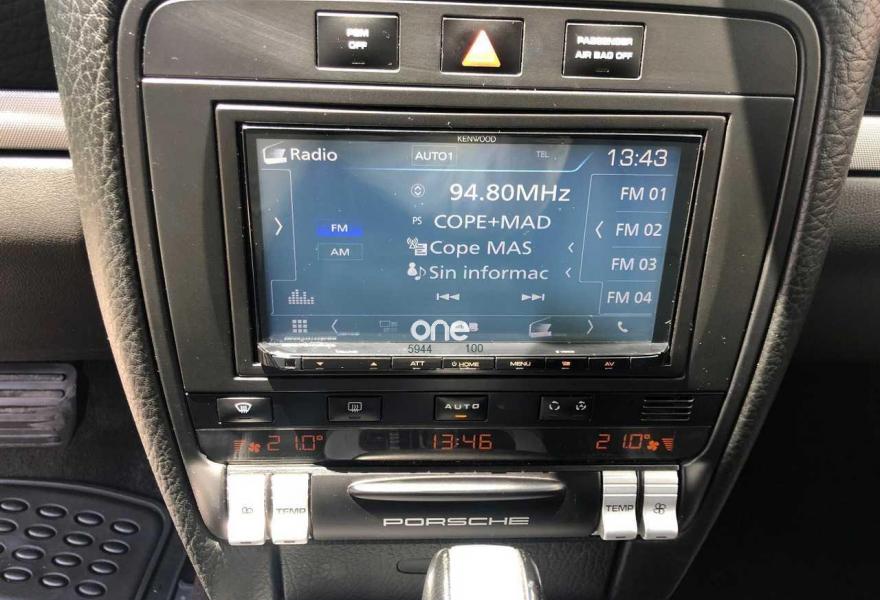 PSM OFF
PASSENGER AIR BAG OFF
KENWOOD
Radio AUTO1 TEL 13:43
94.80MHz FM 01
FM PS COPE+MAD FM 02
AM Cope MAS FM 03
Sin informac
FM 04
one
5944 100
ATT HOME MENU AV
AUTO
21.0° 13:46 21.0°
TEMP TEMP
PORSCHE